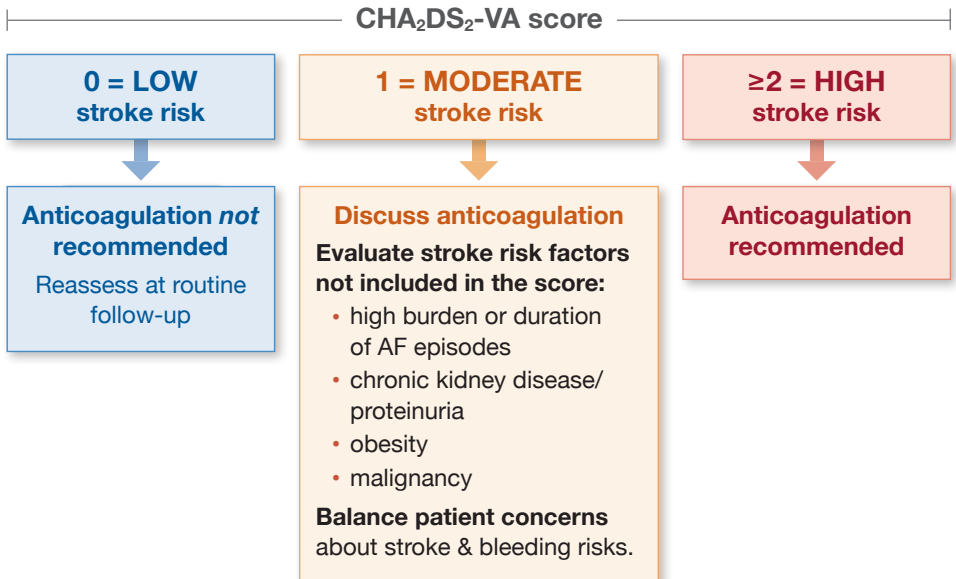 CHA₂DS₂-VA score
0 = LOW
stroke risk
Anticoagulation not
recommended
Reassess at routine
follow-up
1 = MODERATE
stroke risk
Discuss anticoagulation
Evaluate stroke risk factors
not included in the score:
• high burden or duration
of AF episodes
• chronic kidney disease/
proteinuria
• obesity
• malignancy
Balance patient concerns
about stroke & bleeding risks.
≥2 = HIGH
stroke risk
Anticoagulation
recommended